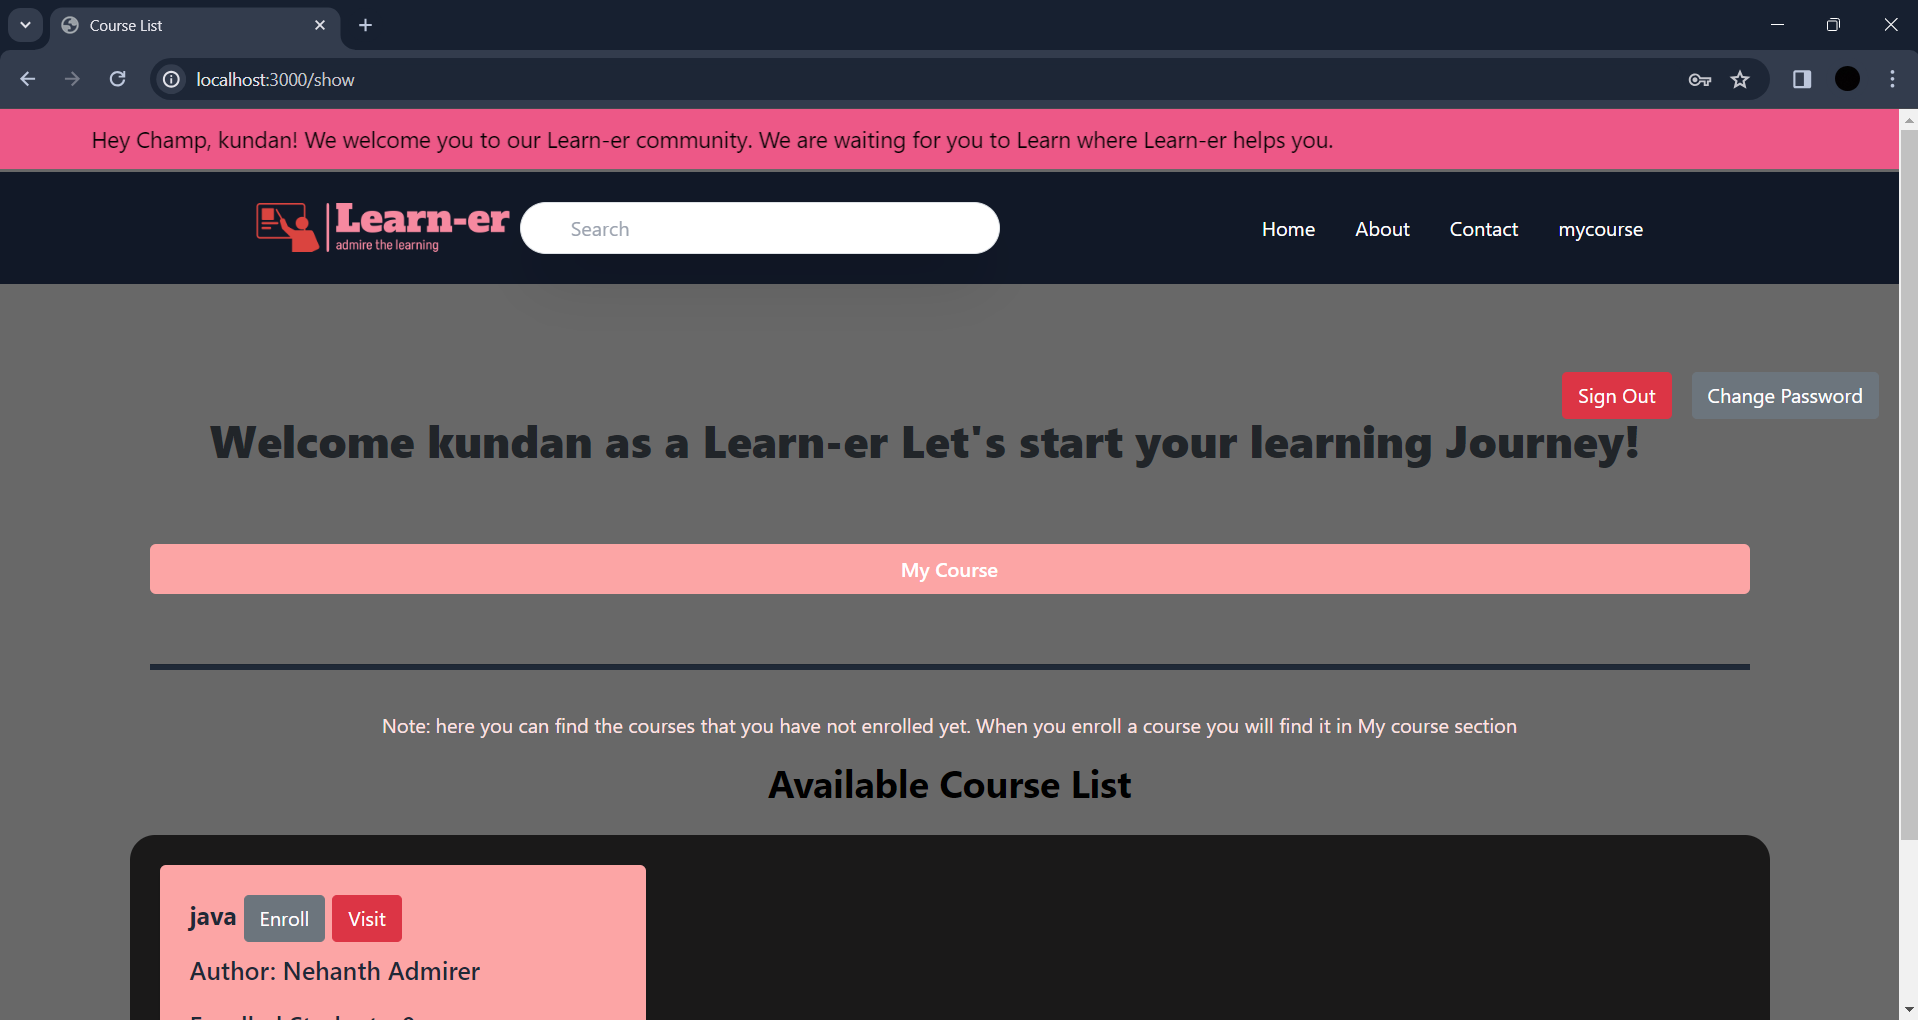 Course List
localhost:3000/show
Hey Champ, kundan! We welcome you to our Learn-er community. We are waiting for you to Learn where Learn-er helps you.
Learn-er
admire the learning
Search
Home About Contact mycourse
Sign Out Change Password
Welcome kundan as a Learn-er Let's start your learning Journey!
My Course
Note: here you can find the courses that you have not enrolled yet. When you enroll a course you will find it in My course section
Available Course List
java Enroll Visit
Author: Nehanth Admirer